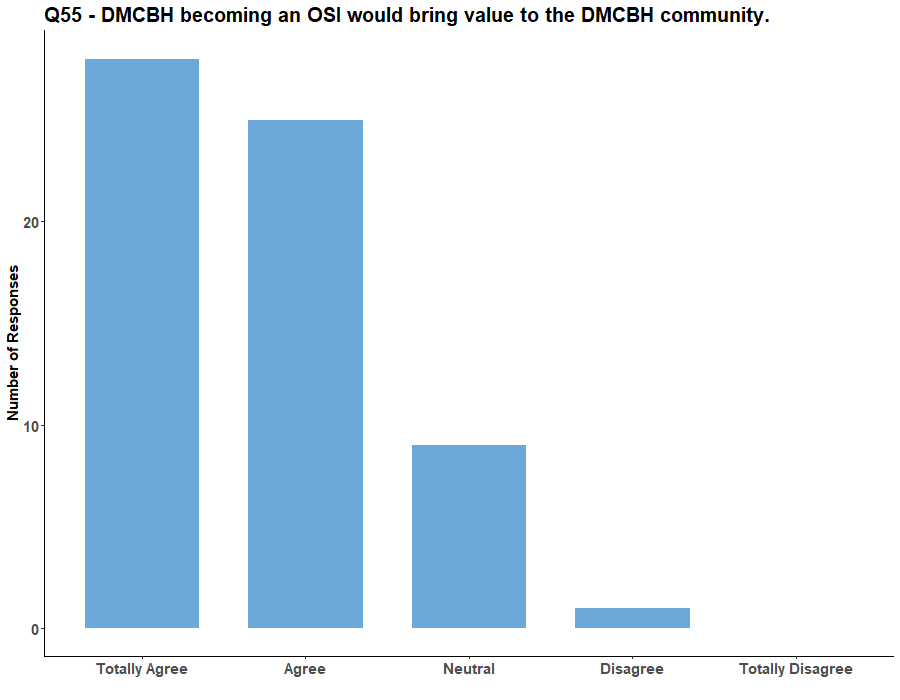 Q55 - DMCBH becoming an OSI would bring value to the DMCBH community.
Number of Responses
20
10
0
Totally Agree
Agree
Neutral
Disagree
Totally Disagree